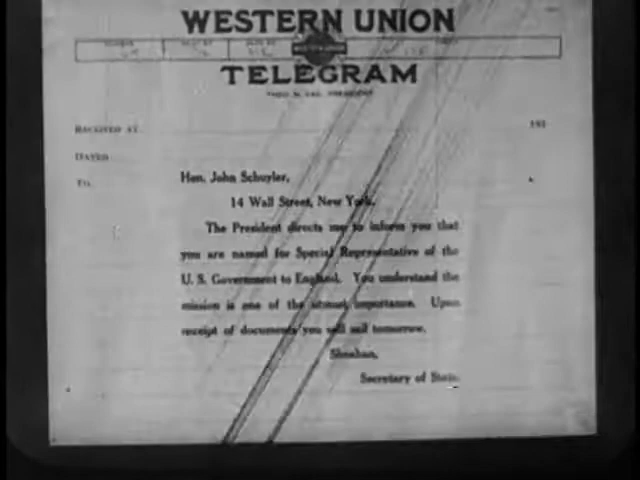 WESTERN UNION
TELEGRAM
RECEIVED AT
191
DATED
TO
Hon. John Schuyler,
14 Wall Street, New York.
The President directs me to inform you that
you are named for Special Representative of the
U. S. Government to England. You understand the
mission is one of the utmost importance. Upon
receipt of documents you will sail tomorrow.
Sheahan,
Secretary of State.